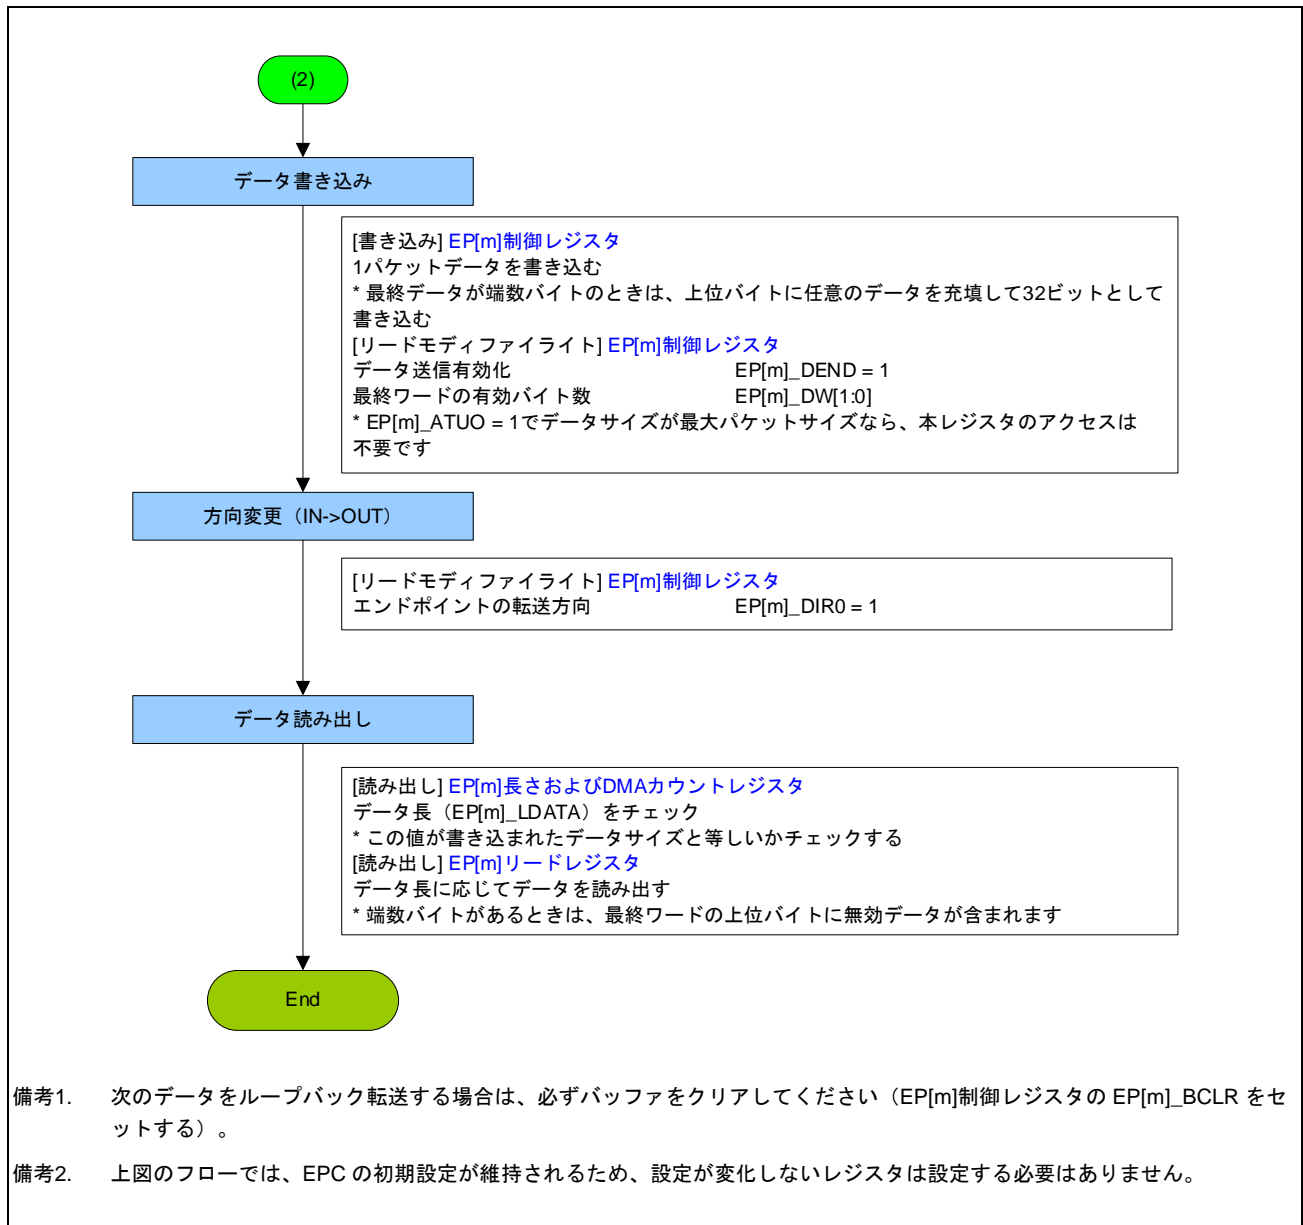 (2)
データ書き込み
[書き込み] EP[m]制御レジスタ
1パケットデータを書き込む
* 最終データが端数バイトのときは、上位バイトに任意のデータを充填して32ビットとして
書き込む
[リードモディファイライト] EP[m]制御レジスタ
データ送信有効化 EP[m]_DEND = 1
最終ワードの有効バイト数 EP[m]_DW[1:0]
* EP[m]_ATUO = 1でデータサイズが最大パケットサイズなら、本レジスタのアクセスは
不要です
方向変更（IN->OUT）
[リードモディファイライト] EP[m]制御レジスタ
エンドポイントの転送方向 EP[m]_DIR0 = 1
データ読み出し
[読み出し] EP[m]長さおよびDMAカウントレジスタ
データ長（EP[m]_LDATA）をチェック
* この値が書き込まれたデータサイズと等しいかチェックする
[読み出し] EP[m]リードレジスタ
データ長に応じてデータを読み出す
* 端数バイトがあるときは、最終ワードの上位バイトに無効データが含まれます
End
備考1. 次のデータをループバック転送する場合は、必ずバッファをクリアしてください（EP[m]制御レジスタの EP[m]_BCLR をセ
ットする）。
備考2. 上図のフローでは、EPC の初期設定が維持されるため、設定が変化しないレジスタは設定する必要はありません。